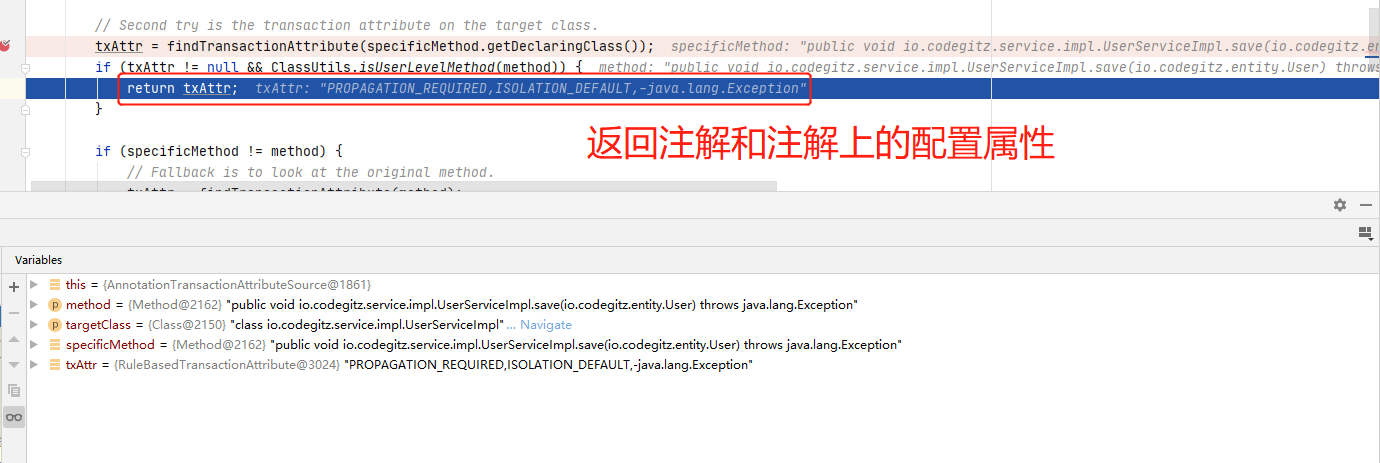 // Second try is the transaction attribute on the target class.
txAttr = findTransactionAttribute(specificMethod.getDeclaringClass()); specificMethod: "public void io.codegitz.service.impl.UserServiceImpl.save(io.codegitz.en
if (txAttr != null && ClassUtils.isUserLevelMethod(method)) { method: "public void io.codegitz.service.impl.UserServiceImpl.save(io.codegitz.entity.User) throws
return txAttr; txAttr: "PROPAGATION_REQUIRED,ISOLATION_DEFAULT,-java.lang.Exception"
}
返回注解和注解上的配置属性
if (specificMethod != method) {
// Fallback is to look at the original method.
txAttr = findTransactionAttribute(method);
Variables
this = {AnnotationTransactionAttributeSource@1861}
method = {Method@2162} "public void io.codegitz.service.impl.UserServiceImpl.save(io.codegitz.entity.User) throws java.lang.Exception"
targetClass = {Class@2150} "class io.codegitz.service.impl.UserServiceImpl" ... Navigate
specificMethod = {Method@2162} "public void io.codegitz.service.impl.UserServiceImpl.save(io.codegitz.entity.User) throws java.lang.Exception"
txAttr = {RuleBasedTransactionAttribute@3024} "PROPAGATION_REQUIRED,ISOLATION_DEFAULT,-java.lang.Exception"